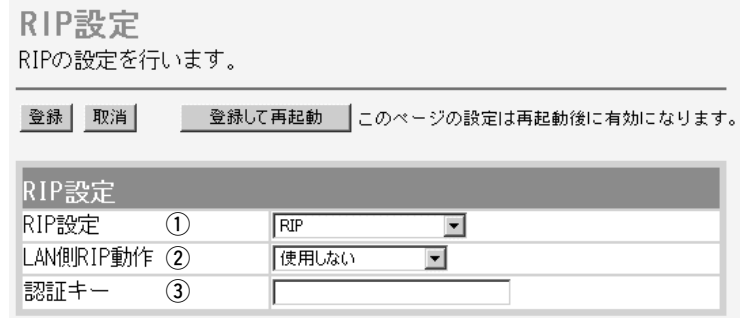 RIP設定
RIPの設定を行います。
登録 取消 登録して再起動 このページの設定は再起動後に有効になります。
RIP設定
RIP設定 ① RIP
LAN側RIP動作 ② 使用しない
認証キー ③